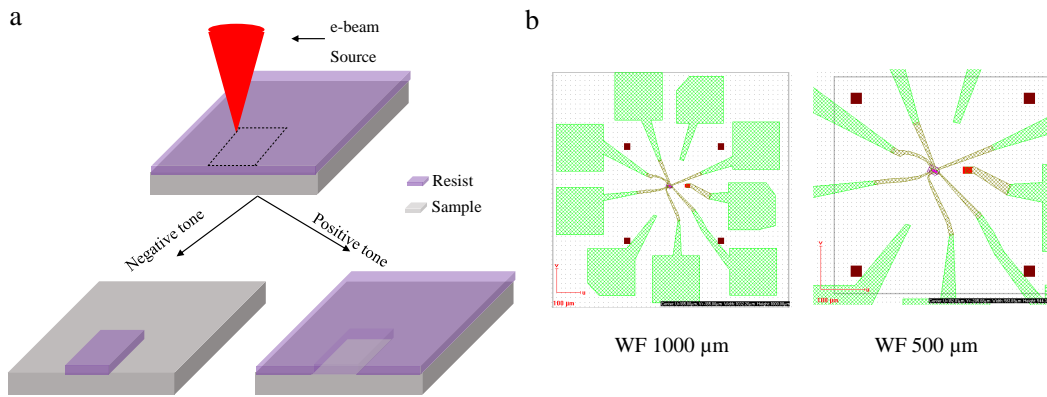 a
e-beam
Source
Resist
Sample
Negative tone
Positive tone
b
V
U
100 μm
V
U
100 μm
WF 1000 μm
WF 500 μm